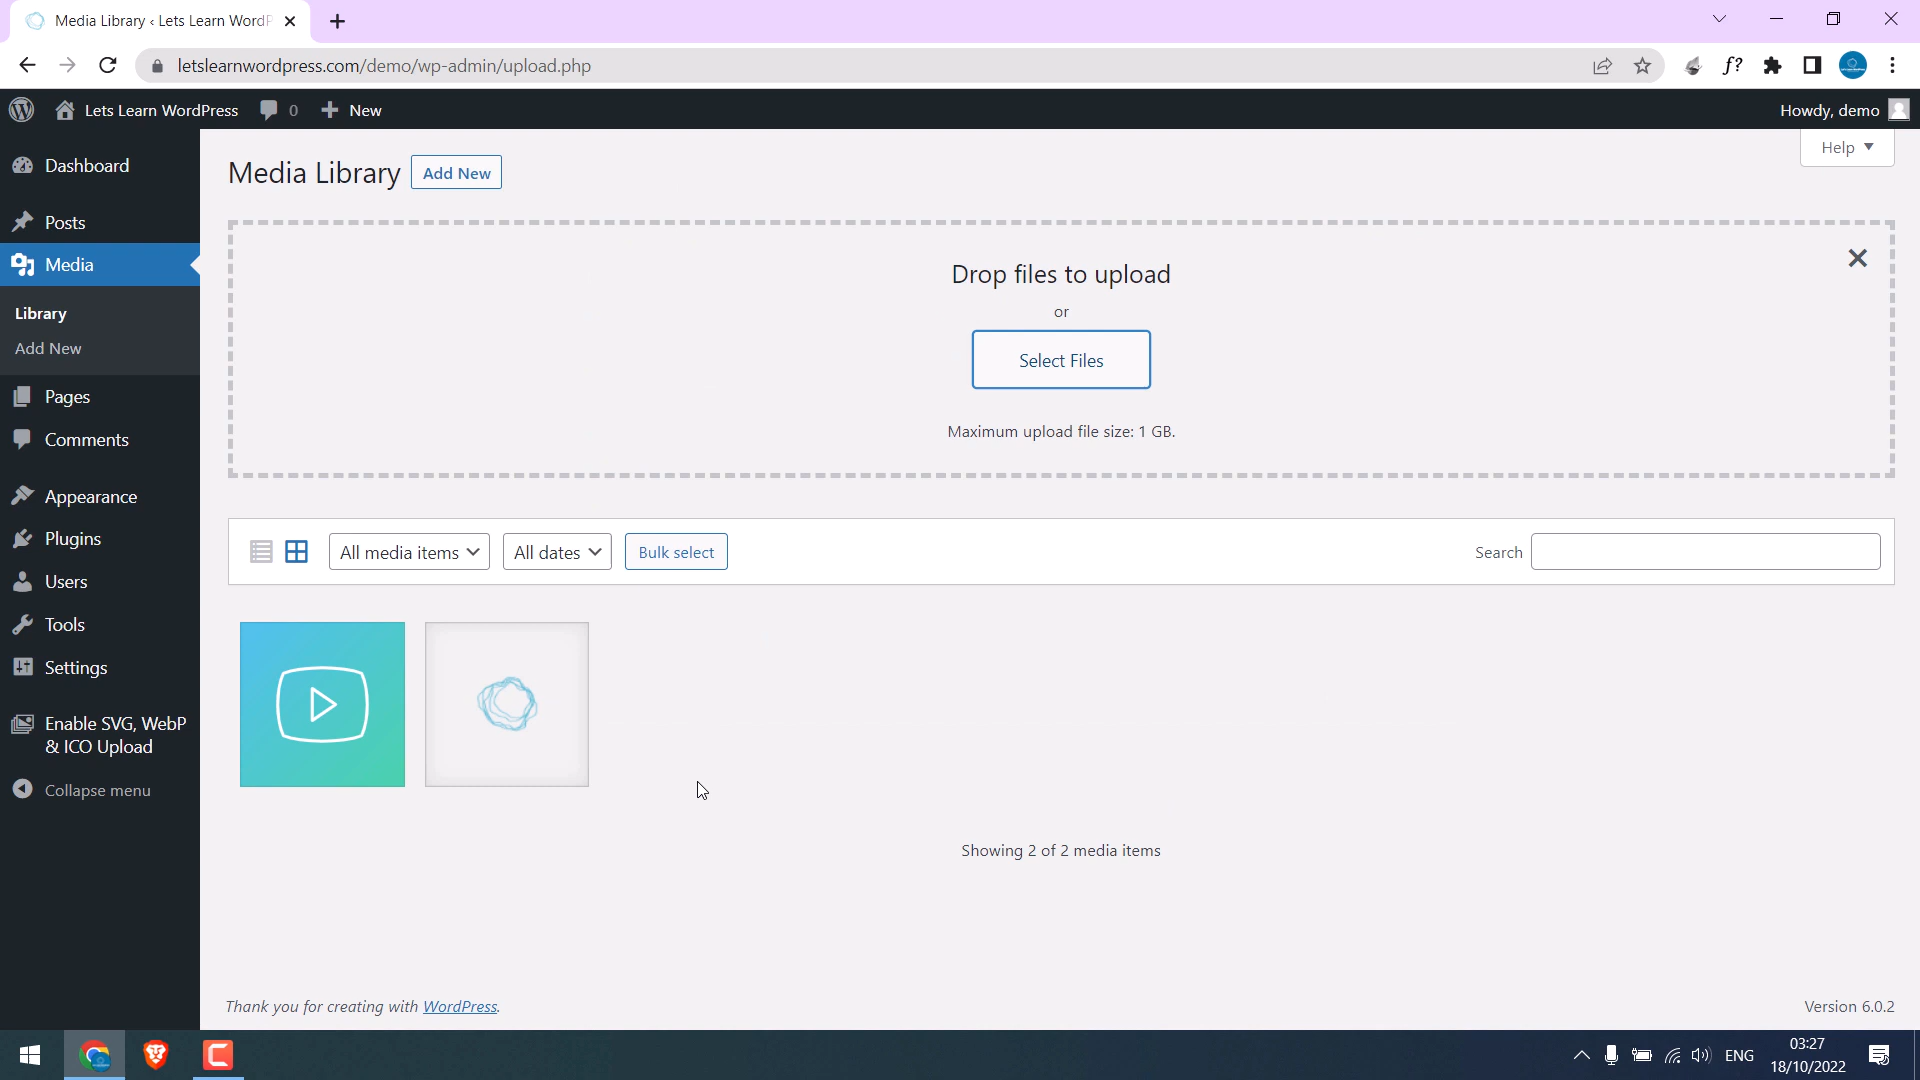 Media Library ‹ Lets Learn WordP
letslearnwordpress.com/demo/wp-admin/upload.php
f?
Lets Learn WordPress
0
New
Howdy, demo
Dashboard
Posts
Media
Library
Add New
Pages
Comments
Appearance
Plugins
Users
Tools
Settings
Enable SVG, WebP
& ICO Upload
Collapse menu
Media Library
Add New
Help
Drop files to upload
or
Select Files
Maximum upload file size: 1 GB.
All media items
All dates
Bulk select
Search
Showing 2 of 2 media items
Thank you for creating with WordPress.
Version 6.0.2
ENG
03:27
18/10/2022